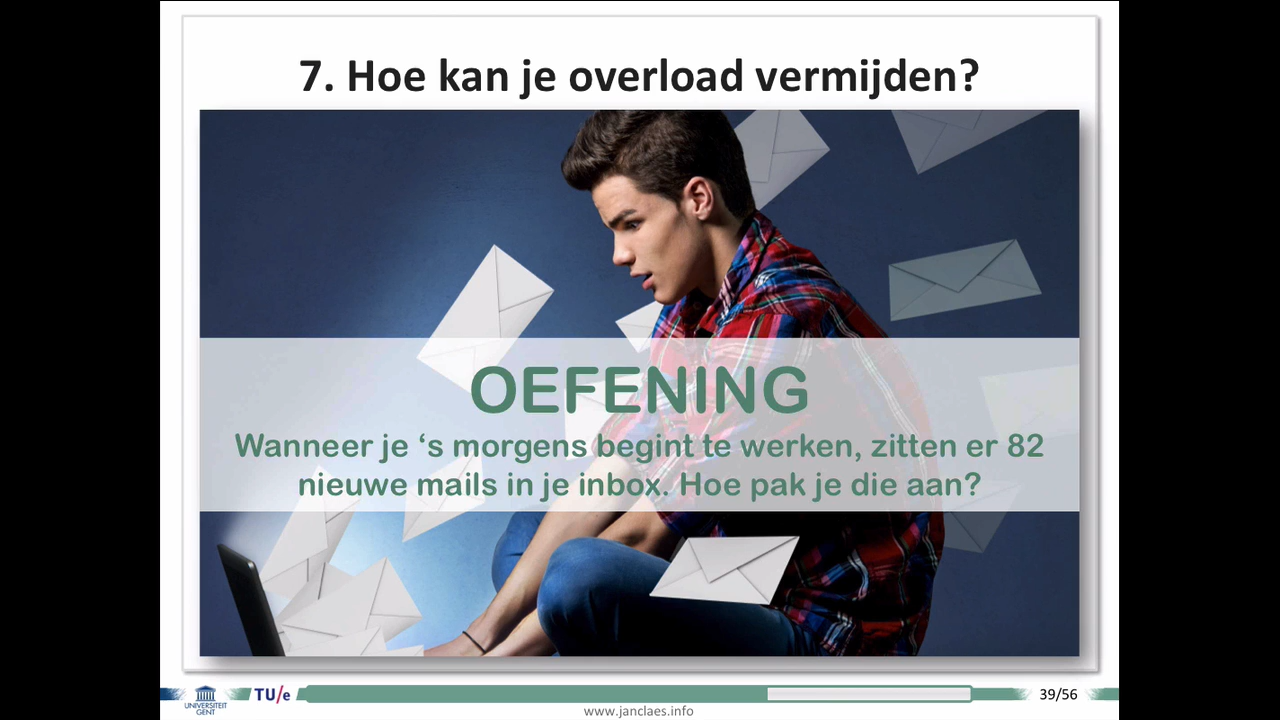 7. Hoe kan je overload vermijden?
OEFENING
Wanneer je ‘s morgens begint te werken, zitten er 82
nieuwe mails in je inbox. Hoe pak je die aan?
UNIVERSITEIT
GENT
TU/e
39/56
www.janclaes.info